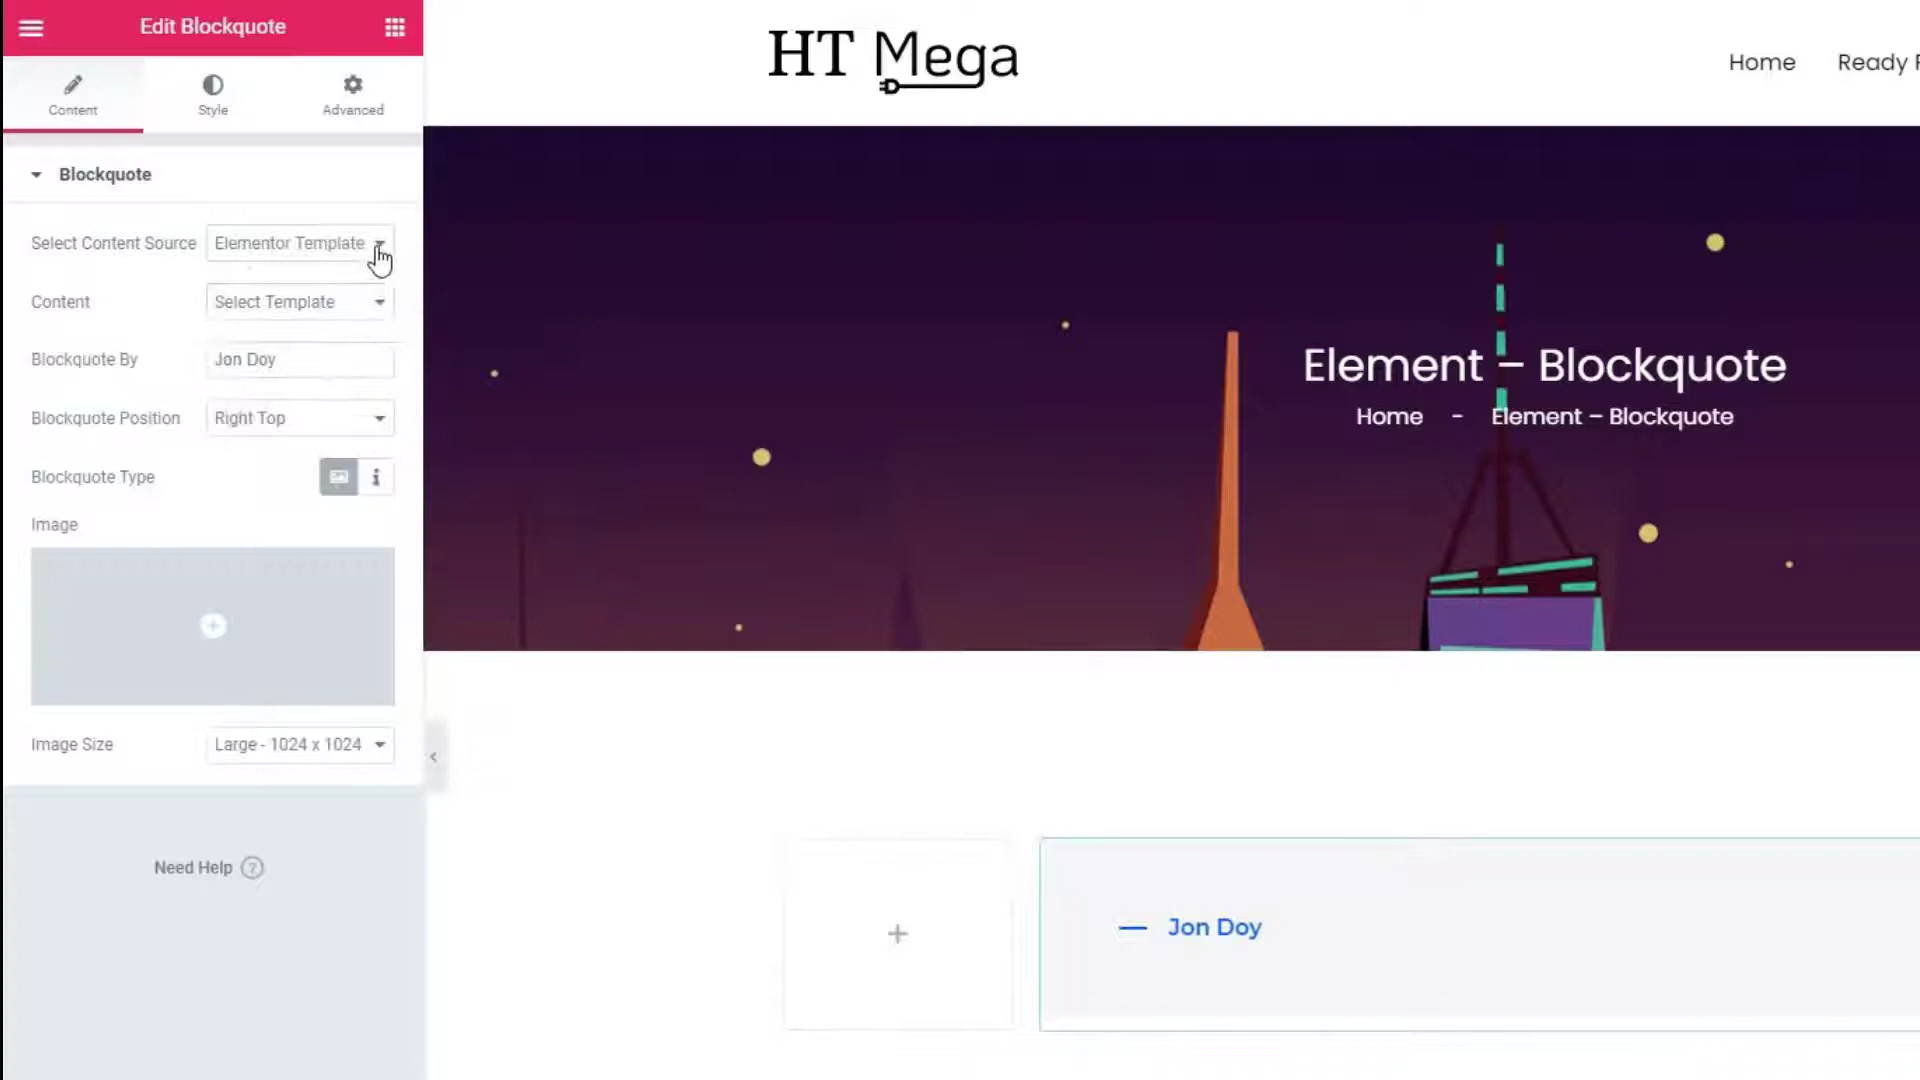 Edit Blockquote
Content
Style
Advanced
Blockquote
Select Content Source
Elementor Template
Content
Select Template
Blockquote By
Jon Doy
Blockquote Position
Right Top
Blockquote Type
Image
Image Size
Large - 1024 x 1024
Need Help ?
HT Mega
Home
Ready
Element – Blockquote
Home - Element – Blockquote
— Jon Doy